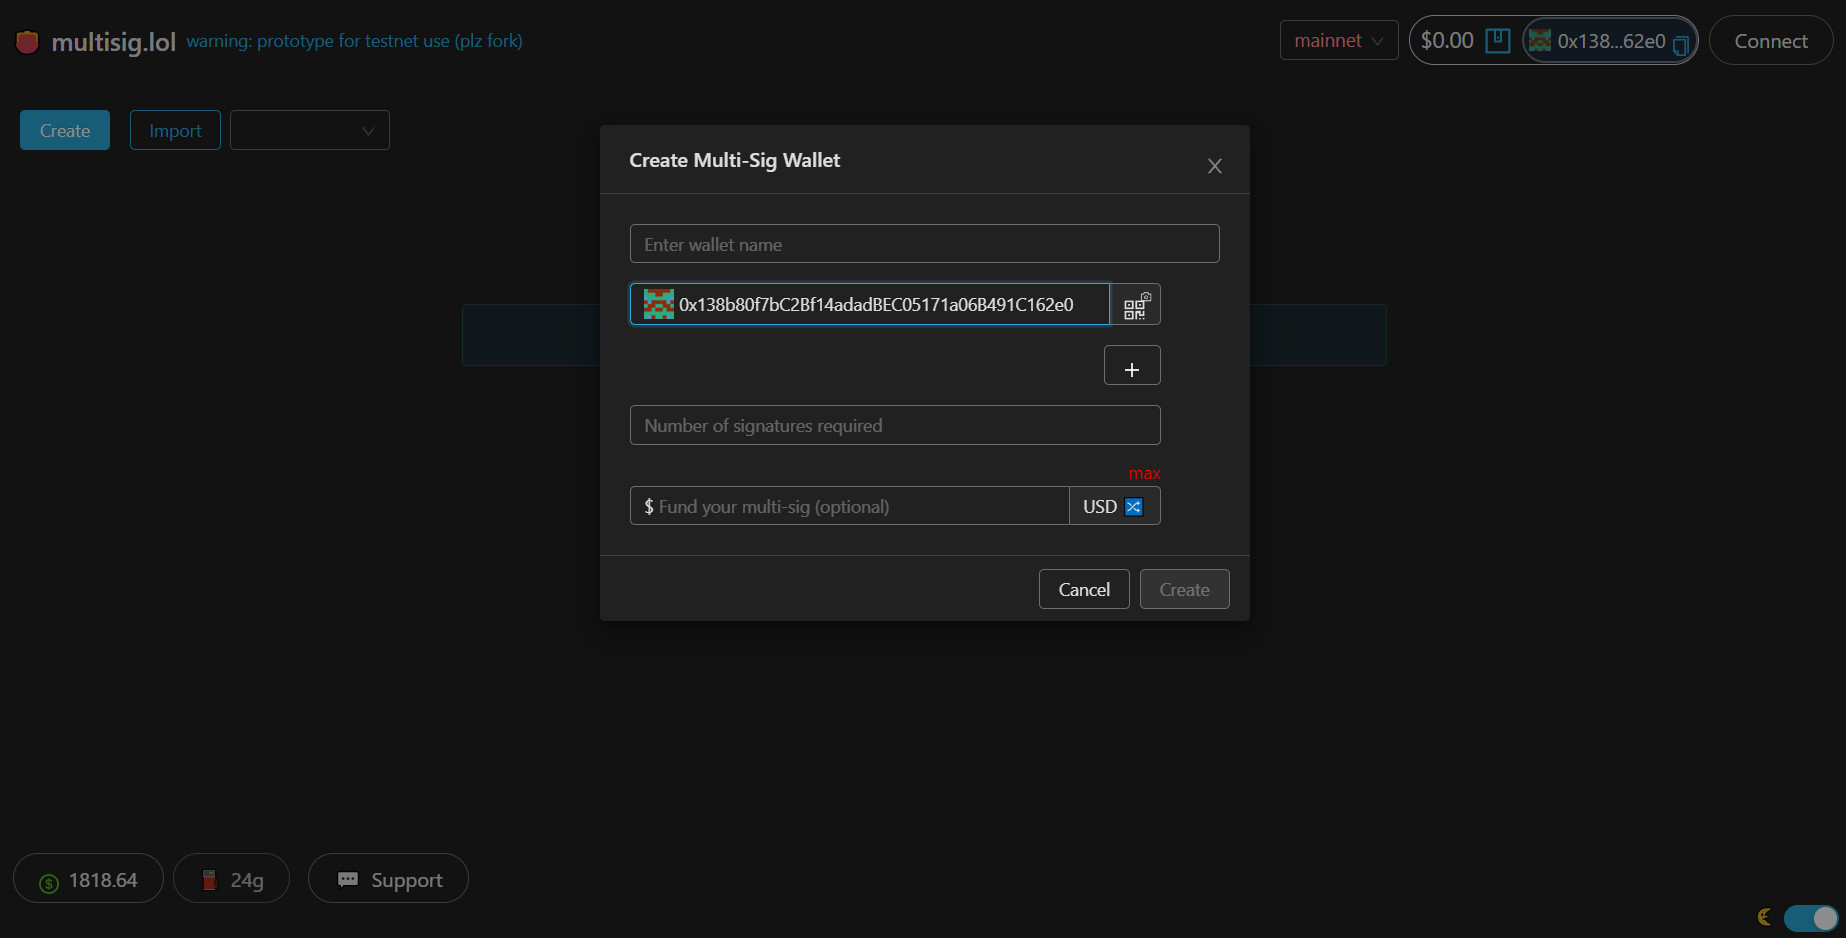 multisig.lol warning: prototype for testnet use (plz fork)
mainnet $0.00 0x138...62e0 Connect
Create Import
Create Multi-Sig Wallet
Enter wallet name
0x138b80f7bC2Bf14adadBEC05171a06B491C162e0
+
Number of signatures required
max
$ Fund your multi-sig (optional) USD
Cancel Create
1818.64 24g Support